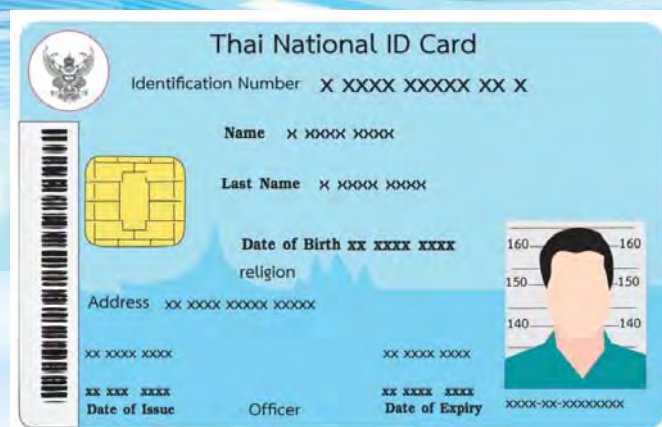 Thai National ID Card
Identification Number X XXXX XXXXX XX X
Name X XXXX XXXX
Last Name X XXXX XXXX
Date of Birth xx xxxx xxxx
religion
160 160
150 150
Address xx xxxx xxxxx xxxxx
140 140
xx xxxx xxxx xx xxxx xxxx
xx xxx xxxx xx xxxx xxxx
Date of Issue Officer Date of Expiry xxxx-xx-xxxxxxxx